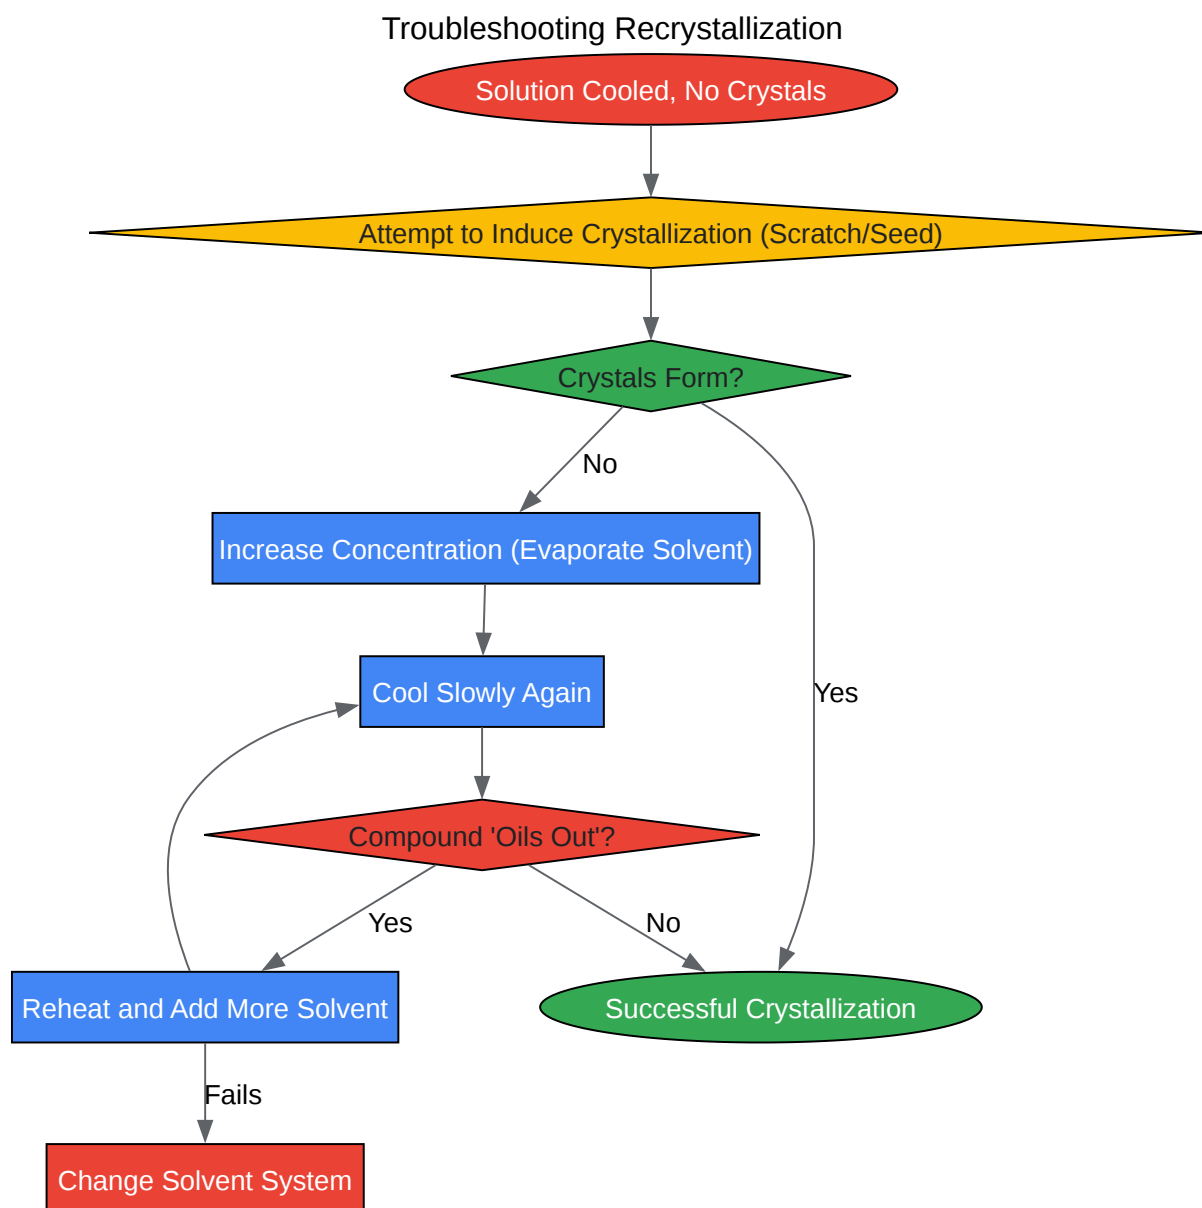 Troubleshooting Recrystallization
Solution Cooled, No Crystals
Attempt to Induce Crystallization (Scratch/Seed)
Crystals Form?
No
Increase Concentration (Evaporate Solvent)
Cool Slowly Again
Yes
Compound 'Oils Out'?
Yes
No
Reheat and Add More Solvent
Successful Crystallization
Fails
Change Solvent System